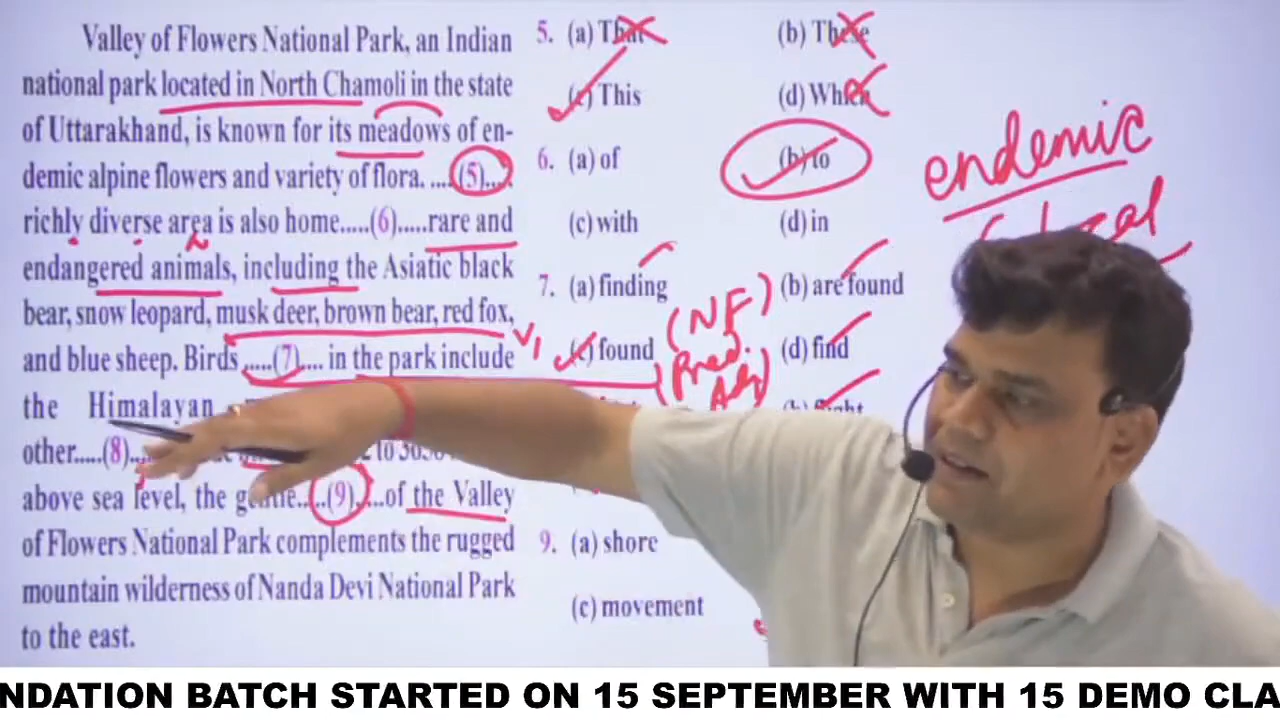 Valley of Flowers National Park, an Indian
national park located in North Chamoli in the state
of Uttarakhand, is known for its meadows of en-
demic alpine flowers and variety of flora. ....(5)....
richly diverse area is also home.....(6).....rare and
endangered animals, including the Asiatic black
bear, snow leopard, musk deer, brown bear, red fox,
and blue sheep. Birds .....(7).... in the park include
the Himalayan
other.....(8)
above sea level, the gentle.....(9).....of the Valley
of Flowers National Park complements the rugged
mountain wilderness of Nanda Devi National Park
to the east.
5. (a) That (b) These
(c) This (d) Which
6. (a) of (b) to
(c) with (d) in
7. (a) finding (b) are found
(c) found (d) find
9. (a) shore
(c) movement
V1
(NF)
(Pred.
Adj)
endemic
NDATION BATCH STARTED ON 15 SEPTEMBER WITH 15 DEMO CLA